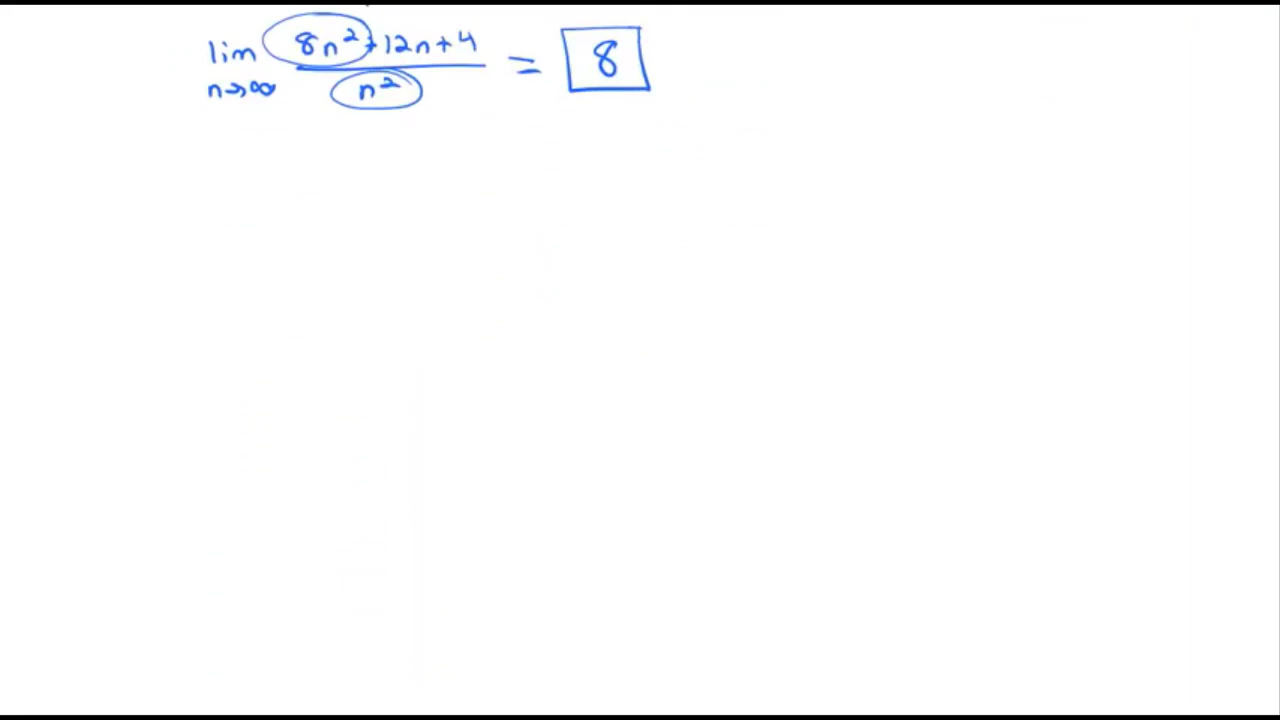 lim 8n²+12n+4 = 8
n→∞ n²